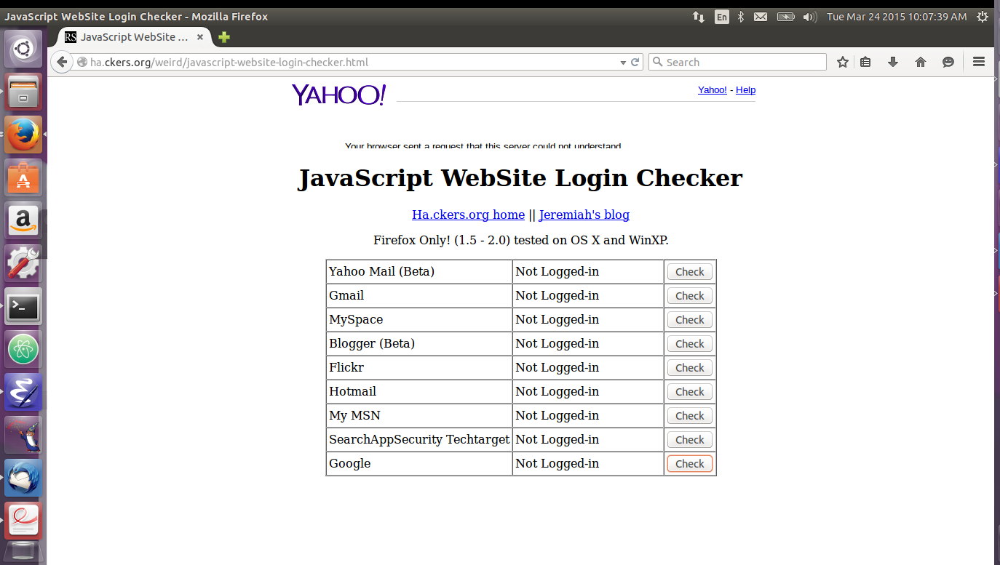 JavaScript WebSite Login Checker - Mozilla Firefox
En
Tue Mar 24 2015 10:07:39 AM
RS JavaScript WebSite ...
ha.ckers.org/weird/javascript-website-login-checker.html
Search
YAHOO!
Yahoo! - Help
Your browser sent a request that this server could not understand
JavaScript WebSite Login Checker
Ha.ckers.org home || Jeremiah's blog
Firefox Only! (1.5 - 2.0) tested on OS X and WinXP.
Yahoo Mail (Beta) Not Logged-in Check
Gmail Not Logged-in Check
MySpace Not Logged-in Check
Blogger (Beta) Not Logged-in Check
Flickr Not Logged-in Check
Hotmail Not Logged-in Check
My MSN Not Logged-in Check
SearchAppSecurity Techtarget Not Logged-in Check
Google Not Logged-in Check